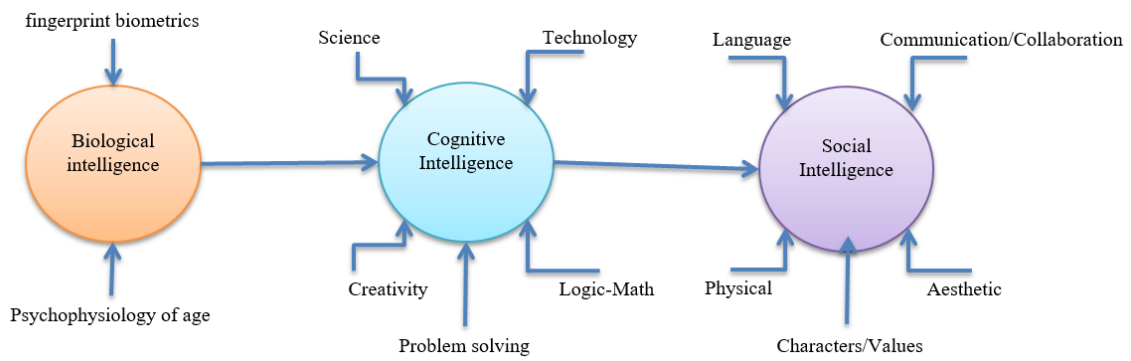 fingerprint biometrics
Science
Technology
Language
Communication/Collaboration
Biological
intelligence
Cognitive
Intelligence
Social
Intelligence
Creativity
Logic-Math
Physical
Aesthetic
Psychophysiology of age
Problem solving
Characters/Values